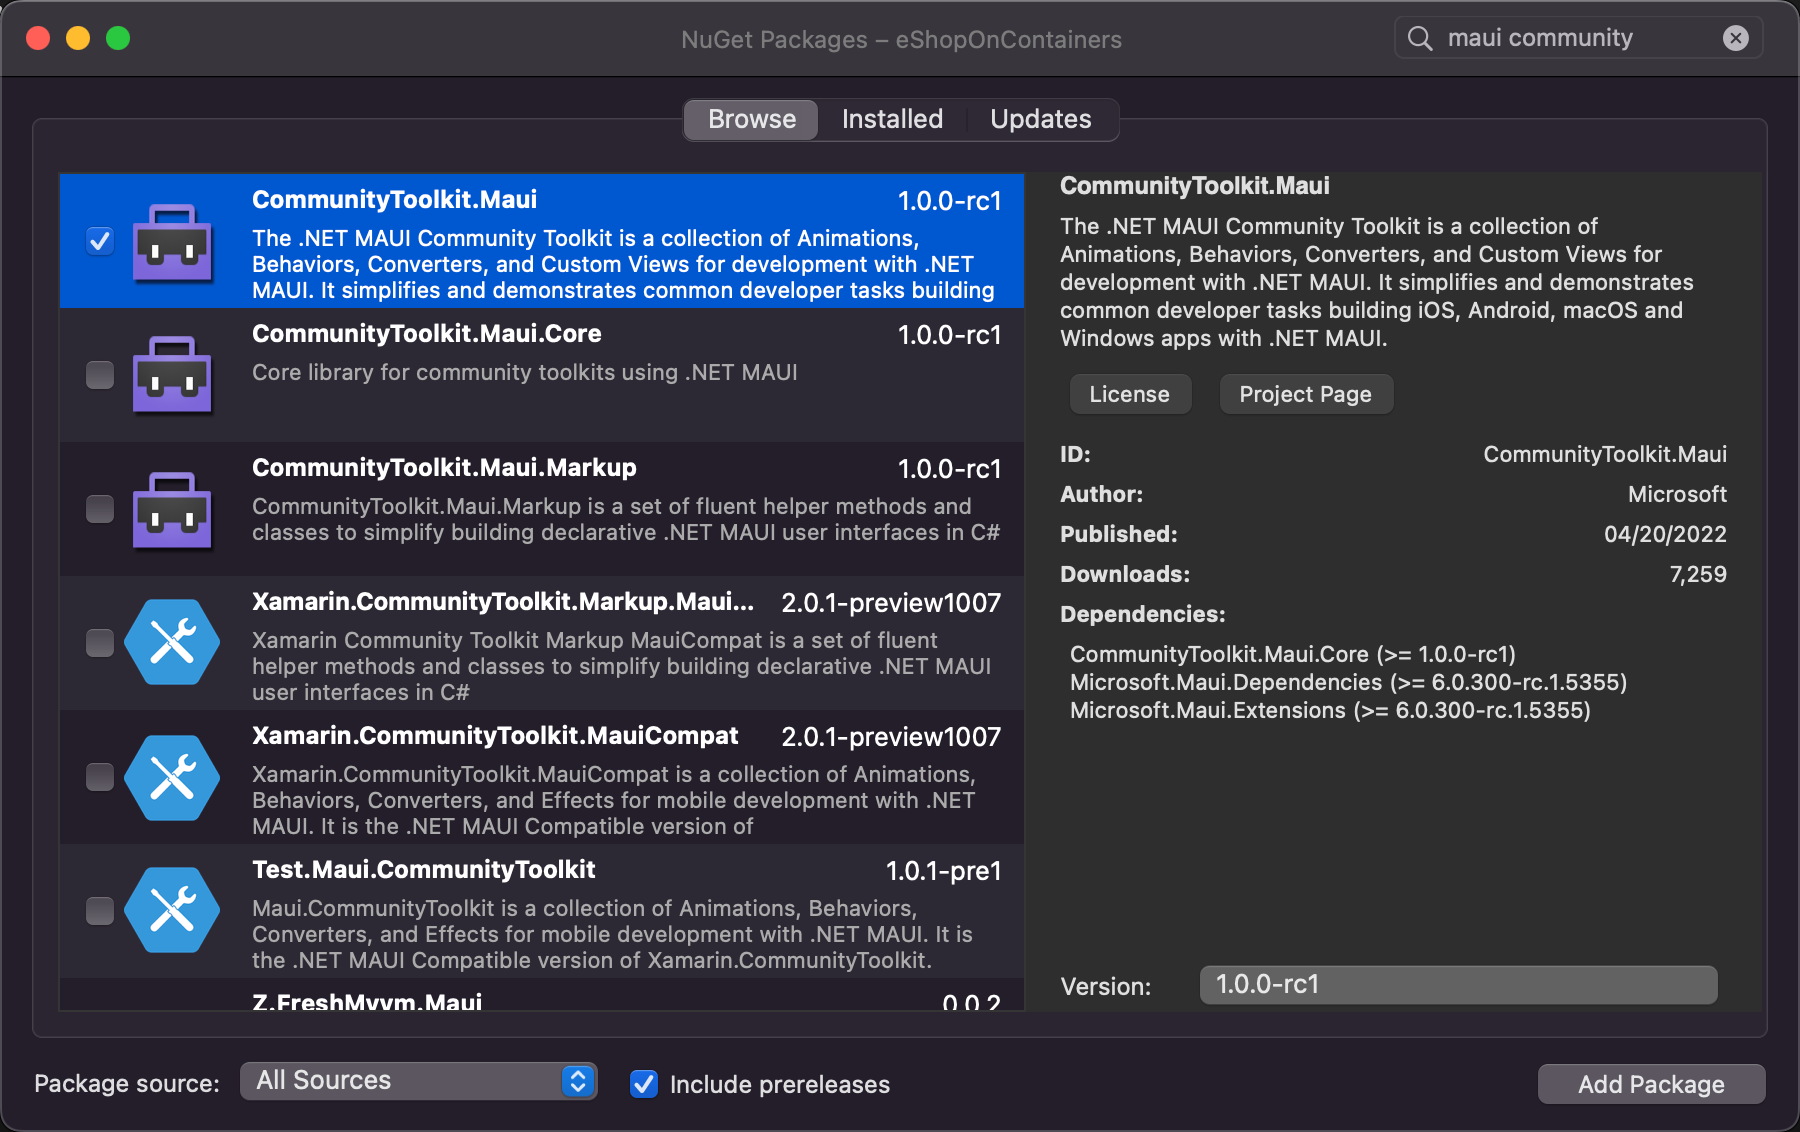 NuGet Packages – eShopOnContainers
maui community
Browse
Installed
Updates
CommunityToolkit.Maui
1.0.0-rc1
The .NET MAUI Community Toolkit is a collection of Animations,
Behaviors, Converters, and Custom Views for development with .NET
MAUI. It simplifies and demonstrates common developer tasks building
CommunityToolkit.Maui.Core
1.0.0-rc1
Core library for community toolkits using .NET MAUI
CommunityToolkit.Maui.Markup
1.0.0-rc1
CommunityToolkit.Maui.Markup is a set of fluent helper methods and
classes to simplify building declarative .NET MAUI user interfaces in C#
Xamarin.CommunityToolkit.Markup.Maui...
2.0.1-preview1007
Xamarin Community Toolkit Markup MauiCompat is a set of fluent
helper methods and classes to simplify building declarative .NET MAUI
user interfaces in C#
Xamarin.CommunityToolkit.MauiCompat
2.0.1-preview1007
Xamarin.CommunityToolkit.MauiCompat is a collection of Animations,
Behaviors, Converters, and Effects for mobile development with .NET
MAUI. It is the .NET MAUI Compatible version of
Test.Maui.CommunityToolkit
1.0.1-pre1
Maui.CommunityToolkit is a collection of Animations, Behaviors,
Converters, and Effects for mobile development with .NET MAUI. It is
the .NET MAUI Compatible version of Xamarin.CommunityToolkit.
Z.FreshMvvm.Maui
0.0.2
CommunityToolkit.Maui
The .NET MAUI Community Toolkit is a collection of
Animations, Behaviors, Converters, and Custom Views for
development with .NET MAUI. It simplifies and demonstrates
common developer tasks building iOS, Android, macOS and
Windows apps with .NET MAUI.
License
Project Page
ID:
CommunityToolkit.Maui
Author:
Microsoft
Published:
04/20/2022
Downloads:
7,259
Dependencies:
CommunityToolkit.Maui.Core (>= 1.0.0-rc1)
Microsoft.Maui.Dependencies (>= 6.0.300-rc.1.5355)
Microsoft.Maui.Extensions (>= 6.0.300-rc.1.5355)
Version:
1.0.0-rc1
Package source:
All Sources
Include prereleases
Add Package